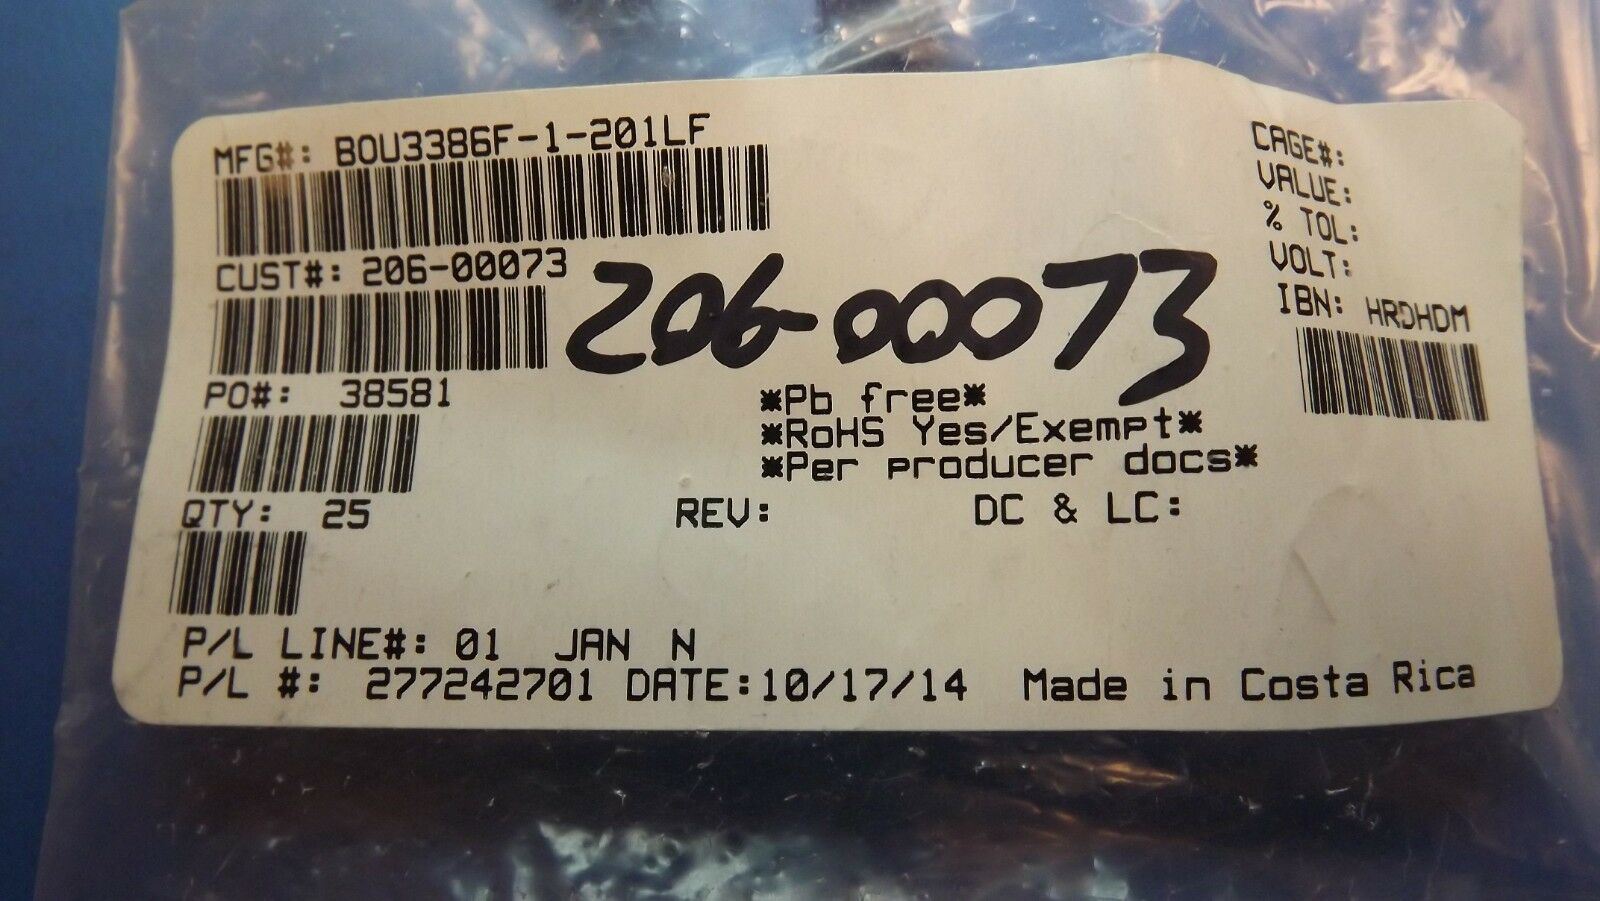 MFG#: BOU3386F-1-201LF
CUST#: 206-00073
206-00073
PO#: 38581
*Pb free*
*RoHS Yes/Exempt*
*Per producer docs*
QTY: 25
REV:
DC & LC:
P/L LINE#: 01 JAN N
P/L #: 277242701 DATE:10/17/14 Made in Costa Rica
CAGE#:
VALUE:
% TOL:
VOLT:
IBN: HRDHDM